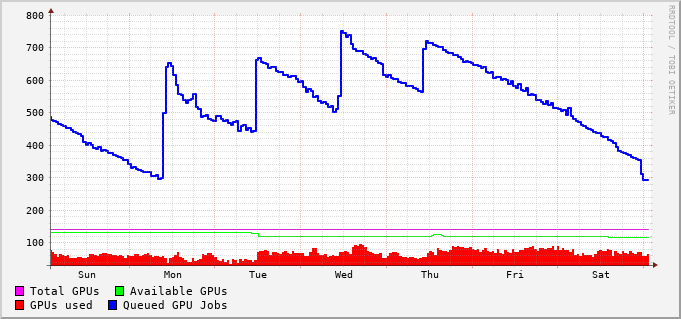 800
700
600
500
400
300
200
100
Sun Mon Tue Wed Thu Fri Sat
Total GPUs Available GPUs
GPUs used Queued GPU Jobs
RRDTOOL / TOBI OETIKER